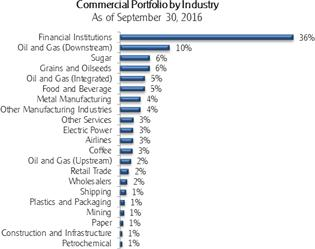 Commercial Portfolio by Industry
As of September 30, 2016
Financial Institutions 36%
Oil and Gas (Downstream) 10%
Sugar 6%
Grains and Oilseeds 6%
Oil and Gas (Integrated) 5%
Food and Beverage 5%
Metal Manufacturing 4%
Other Manufacturing Industries 4%
Other Services 3%
Electric Power 3%
Airlines 3%
Coffee 3%
Oil and Gas (Upstream) 2%
Retail Trade 2%
Wholesalers 2%
Shipping 1%
Plastics and Packaging 1%
Mining 1%
Paper 1%
Construction and Infrastructure 1%
Petrochemical 1%